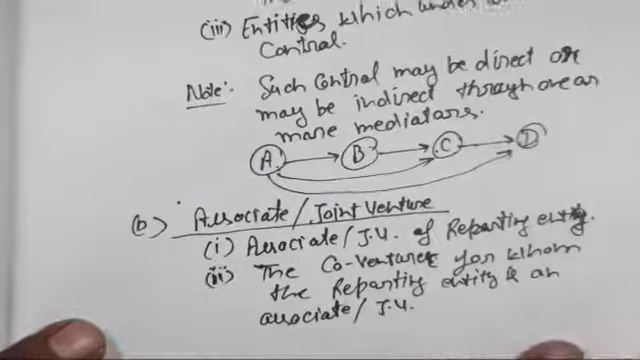 (iii) Entities which under
Control.
Note:- Such Control may be direct or
may be indirect through one or
more mediators.
A B C D
(b) Associate/Joint Venture
(i) Associate/J.V. of Reporting entity.
(ii) The Co-Venturer for whom
the Reporting entity is an
associate/J.V.